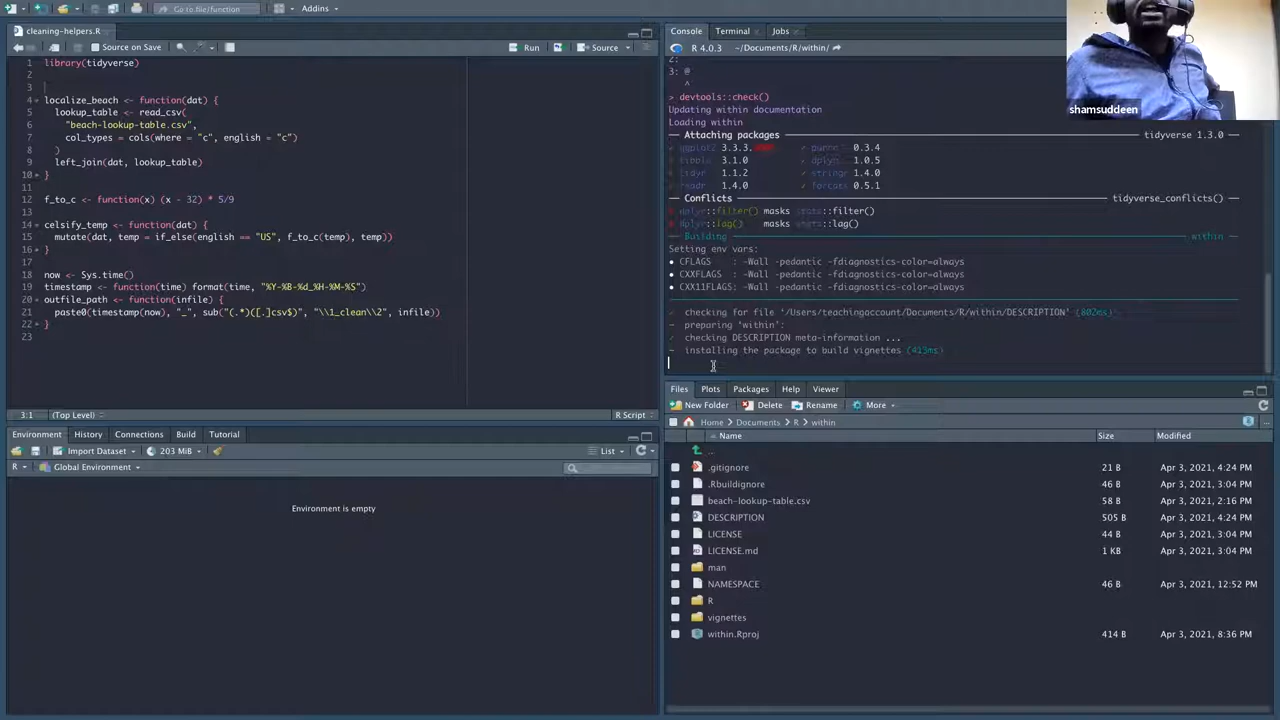 Go to file/function
Addins
cleaning-helpers.R
Source on Save
Run
Source
1 library(tidyverse)
2
3
4 localize_beach <- function(dat) {
5 lookup_table <- read_csv(
6 "beach-lookup-table.csv",
7 col_types = cols(where = "c", english = "c")
8 )
9 left_join(dat, lookup_table)
10 }
11
12 f_to_c <- function(x) (x - 32) * 5/9
13
14 celsify_temp <- function(dat) {
15 mutate(dat, temp = if_else(english == "US", f_to_c(temp), temp))
16 }
17
18 now <- Sys.time()
19 timestamp <- function(time) format(time, "%Y-%B-%d_%H-%M-%S")
20 outfile_path <- function(infile) {
21 paste0(timestamp(now), "_", sub("(.*)([.]csv$)", "\\1_clean\\2", infile))
22 }
23
3:1 (Top Level) R Script
Environment History Connections Build Tutorial
Import Dataset 203 MiB List
R Global Environment
Environment is empty
Console Terminal Jobs
R 4.0.3 ~/Documents/R/within/
2:
3: @
^
> devtools::check()
Updating within documentation
Loading within
Attaching packages tidyverse 1.3.0
ggplot2 3.3.3. purrr 0.3.4
tibble 3.1.0 dplyr 1.0.5
tidyr 1.1.2 stringr 1.4.0
readr 1.4.0 forcats 0.5.1
Conflicts tidyverse_conflicts()
dplyr::filter() masks stats::filter()
dplyr::lag() masks stats::lag()
Building within
Setting env vars:
• CFLAGS : -Wall -pedantic -fdiagnostics-color=always
• CXXFLAGS : -Wall -pedantic -fdiagnostics-color=always
• CXX11FLAGS: -Wall -pedantic -fdiagnostics-color=always
✓ checking for file '/Users/teachingaccount/Documents/R/within/DESCRIPTION' (802ms)
─ preparing 'within':
✓ checking DESCRIPTION meta-information ...
─ installing the package to build vignettes (413ms)
shamsuddeen
Files Plots Packages Help Viewer
New Folder Delete Rename More
Home Documents R within
Name Size Modified
..
.gitignore 21 B Apr 3, 2021, 4:24 PM
.Rbuildignore 46 B Apr 3, 2021, 3:04 PM
beach-lookup-table.csv 58 B Apr 3, 2021, 2:16 PM
DESCRIPTION 505 B Apr 3, 2021, 4:24 PM
LICENSE 44 B Apr 3, 2021, 3:04 PM
LICENSE.md 1 KB Apr 3, 2021, 3:04 PM
man
NAMESPACE 46 B Apr 3, 2021, 12:52 PM
R
vignettes
within.Rproj 414 B Apr 3, 2021, 8:36 PM